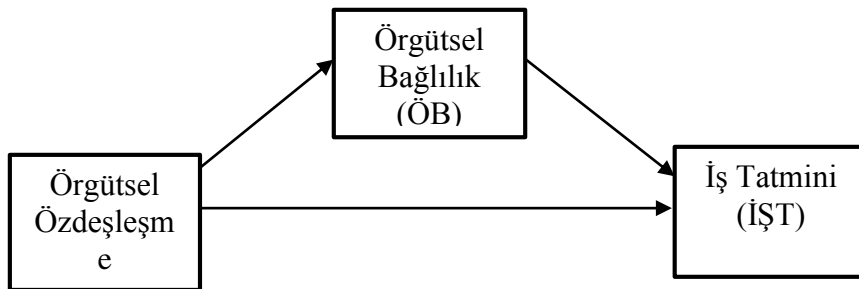 Örgütsel
Bağlılık
(ÖB)
Örgütsel
Özdeşleşm
e
İş Tatmini
(İŞT)